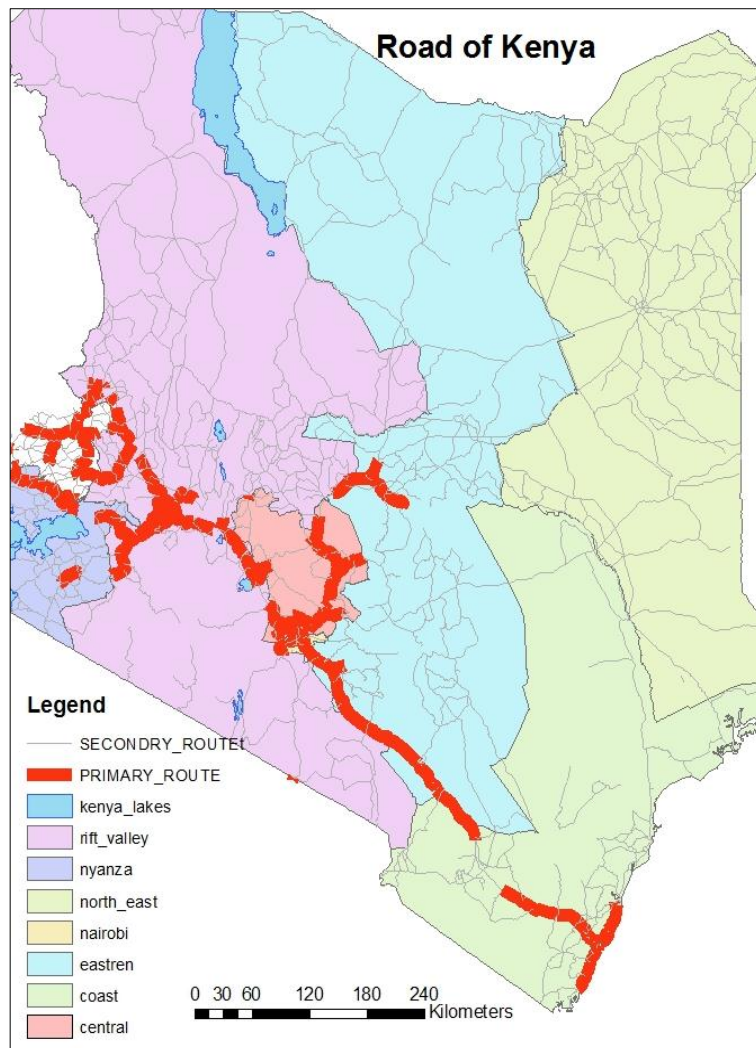 Road of Kenya
Legend
SECONDRY_ROUTEt
PRIMARY_ROUTE
kenya_lakes
rift_valley
nyanza
north_east
nairobi
eastren
coast
central
0 30 60 120 180 240
Kilometers